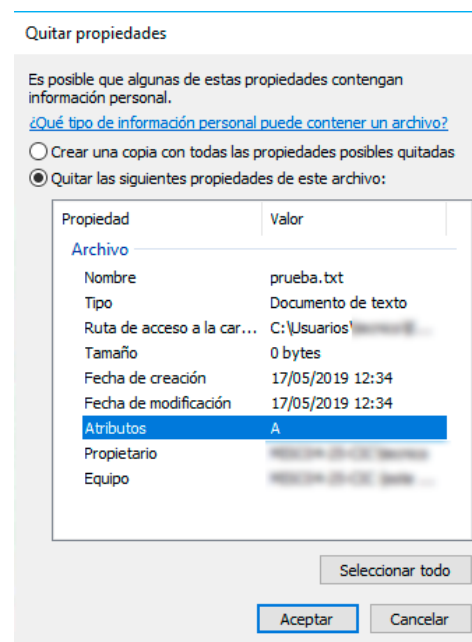 Quitar propiedades
Es posible que algunas de estas propiedades contengan
información personal.
¿Qué tipo de información personal puede contener un archivo?
Crear una copia con todas las propiedades posibles quitadas
Quitar las siguientes propiedades de este archivo:
Propiedad Valor
Archivo
Nombre prueba.txt
Tipo Documento de texto
Ruta de acceso a la car... C:\Usuarios\
Tamaño 0 bytes
Fecha de creación 17/05/2019 12:34
Fecha de modificación 17/05/2019 12:34
Atributos A
Propietario
Equipo
Seleccionar todo
Aceptar Cancelar